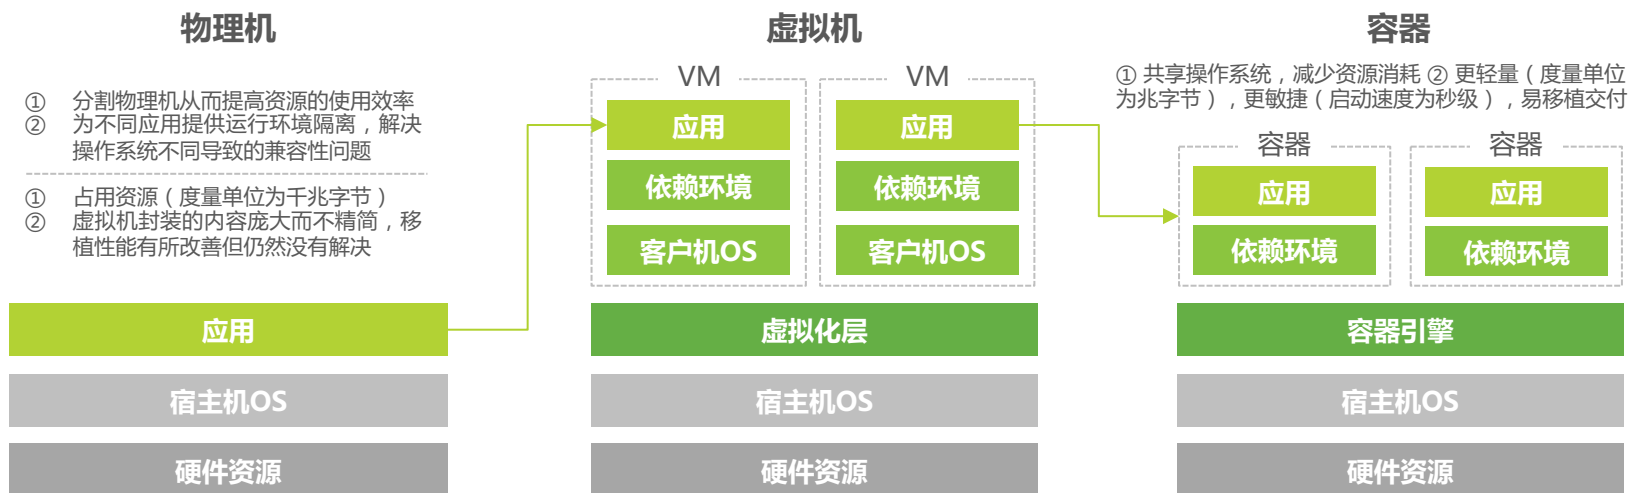 物理机
① 分割物理机从而提高资源的使用效率
② 为不同应用提供运行环境隔离，解决
操作系统不同导致的兼容性问题
① 占用资源（度量单位为千兆字节）
② 虚拟机封装的内容庞大而不精简，移
植性能有所改善但仍然没有解决
应用
宿主机OS
硬件资源
虚拟机
VM
应用
依赖环境
客户机OS
VM
应用
依赖环境
客户机OS
虚拟化层
宿主机OS
硬件资源
容器
① 共享操作系统，减少资源消耗 ② 更轻量（度量单位
为兆字节），更敏捷（启动速度为秒级），易移植交付
容器
应用
依赖环境
容器
应用
依赖环境
容器引擎
宿主机OS
硬件资源